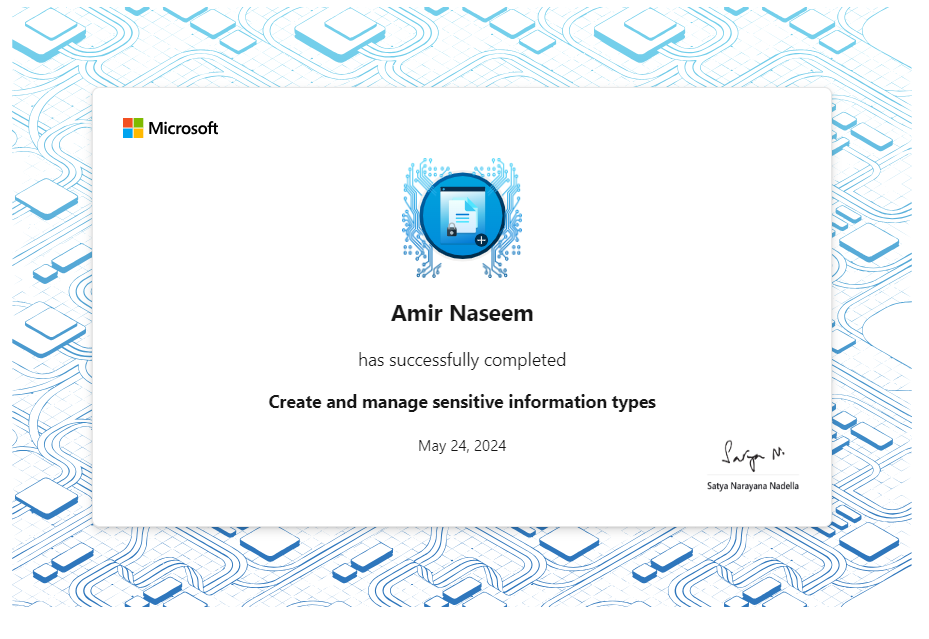 Microsoft
Amir Naseem
has successfully completed
Create and manage sensitive information types
May 24, 2024
Satya N.
Satya Narayana Nadella